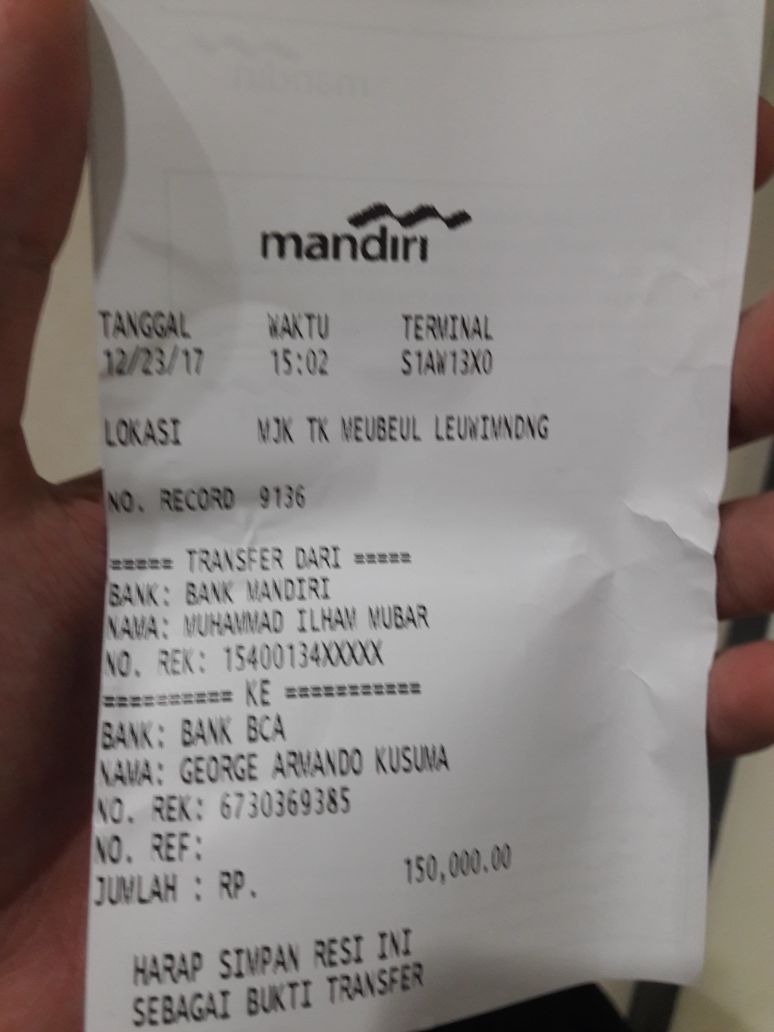 mandiri
TANGGAL WAKTU TERMINAL
12/23/17 15:02 S1AW13X0
LOKASI MJK TK MEUBEUL LEUWIMNDNG
NO. RECORD 9136
===== TRANSFER DARI =====
BANK: BANK MANDIRI
NAMA: MUHAMMAD ILHAM MUBAR
NO. REK: 15400134XXXXX
========== KE ===========
BANK: BANK BCA
NAMA: GEORGE ARMANDO KUSUMA
NO. REK: 6730369385
NO. REF:
JUMLAH : RP. 150,000.00
HARAP SIMPAN RESI INI
SEBAGAI BUKTI TRANSFER